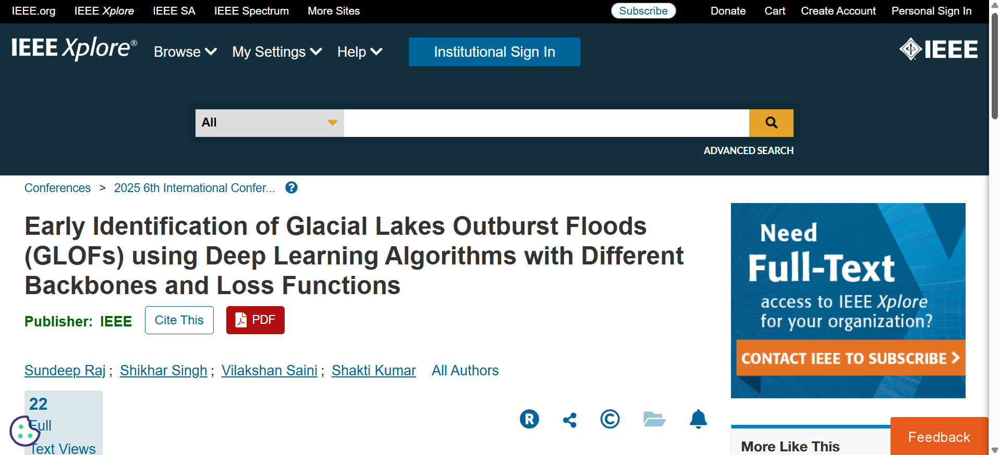 IEEE.org IEEE Xplore IEEE SA IEEE Spectrum More Sites Subscribe Donate Cart Create Account Personal Sign In
IEEE Xplore® Browse My Settings Help Institutional Sign In IEEE
All
ADVANCED SEARCH
Conferences > 2025 6th International Confer... ?
Early Identification of Glacial Lakes Outburst Floods
(GLOFs) using Deep Learning Algorithms with Different
Backbones and Loss Functions
Publisher: IEEE Cite This PDF
Sundeep Raj ; Shikhar Singh ; Vilakshan Saini ; Shakti Kumar All Authors
22
Full
Text Views
R ©
Need
Full-Text
access to IEEE Xplore
for your organization?
CONTACT IEEE TO SUBSCRIBE >
More Like This
Feedback